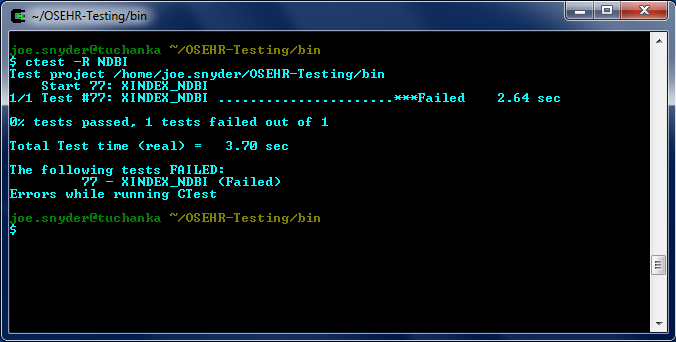 ~/OSEHR-Testing/bin
joe.snyder@tuchanka ~/OSEHR-Testing/bin
$ ctest -R NDBI
Test project /home/joe.snyder/OSEHR-Testing/bin
    Start 77: XINDEX_NDBI
1/1 Test #77: XINDEX_NDBI ......................***Failed    2.64 sec
0% tests passed, 1 tests failed out of 1
Total Test time (real) =   3.70 sec
The following tests FAILED:
         77 - XINDEX_NDBI (Failed)
Errors while running CTest
joe.snyder@tuchanka ~/OSEHR-Testing/bin
$